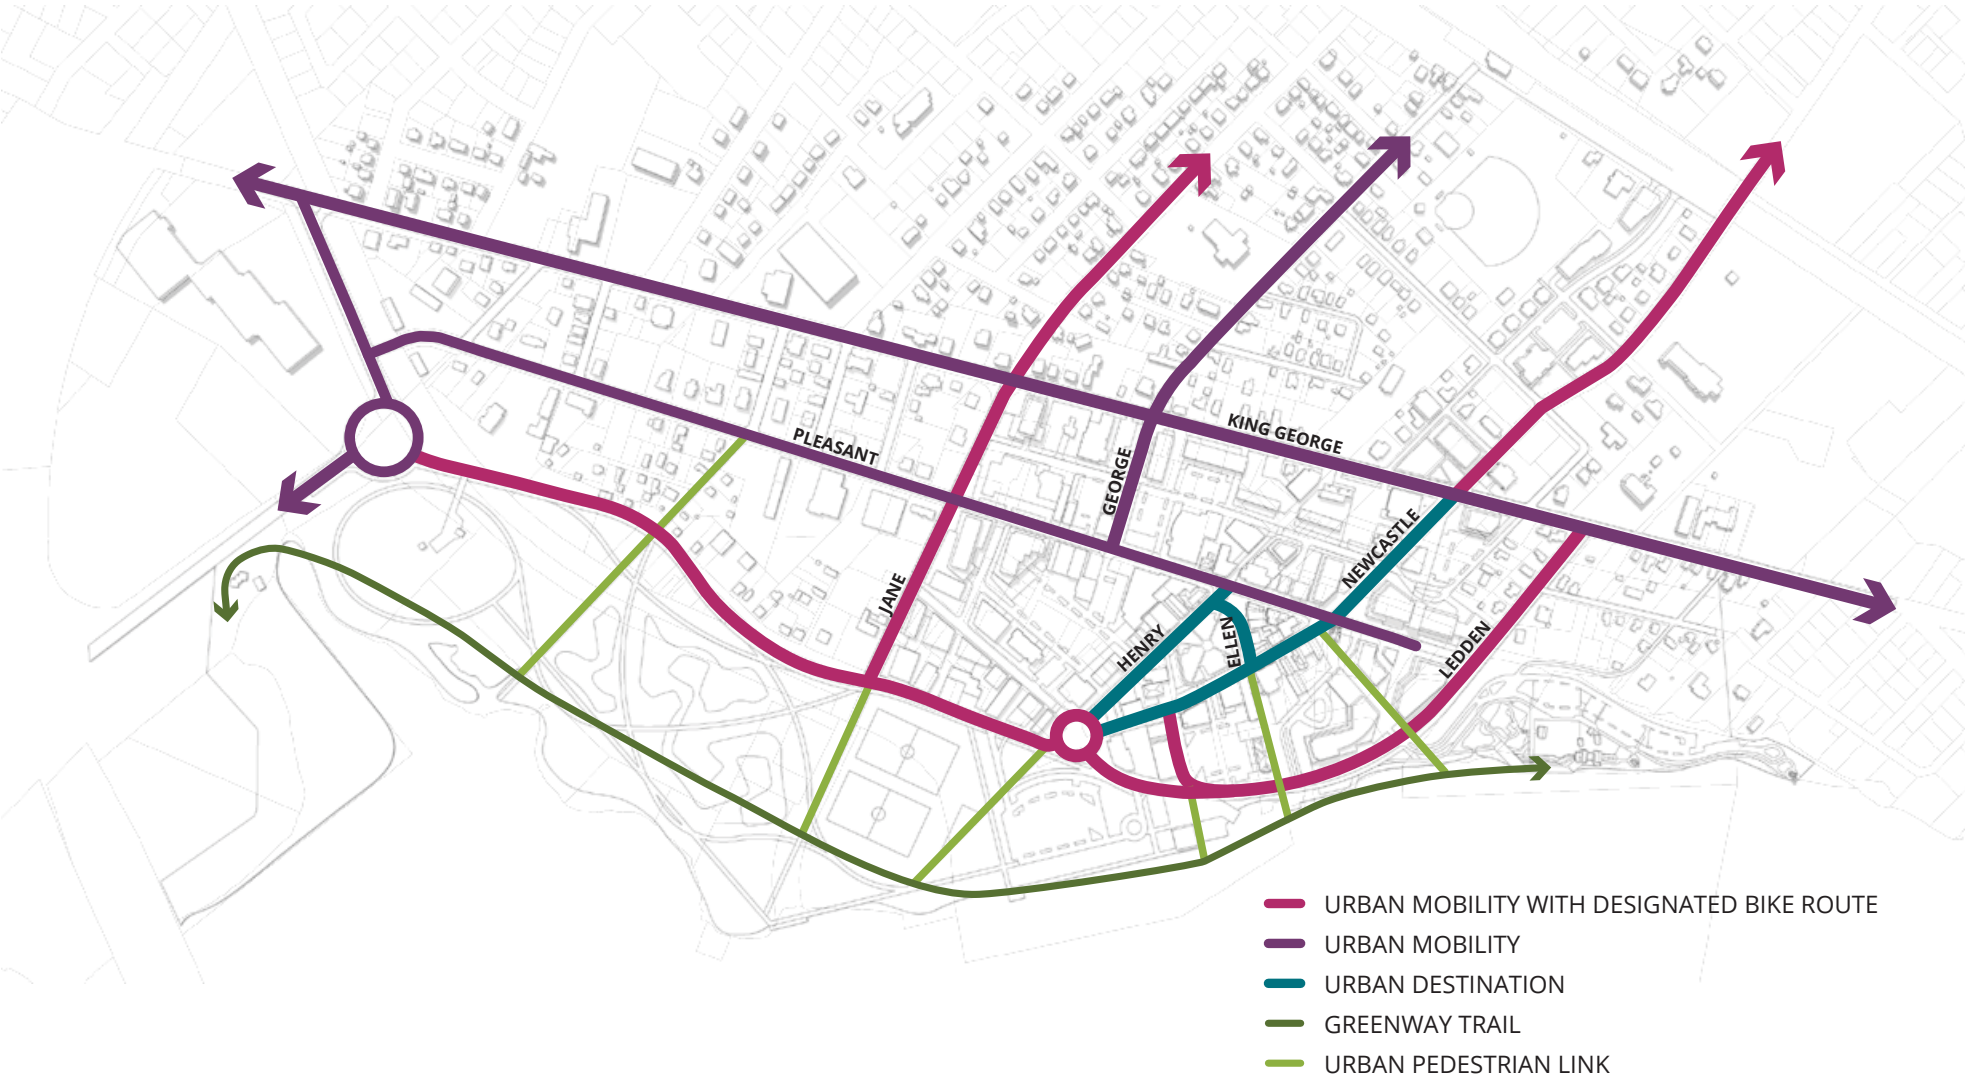 KING GEORGE
PLEASANT
GEORGE
NEWCASTLE
JANE
HENRY
ELLEN
LEDDEN
URBAN MOBILITY WITH DESIGNATED BIKE ROUTE
URBAN MOBILITY
URBAN DESTINATION
GREENWAY TRAIL
URBAN PEDESTRIAN LINK